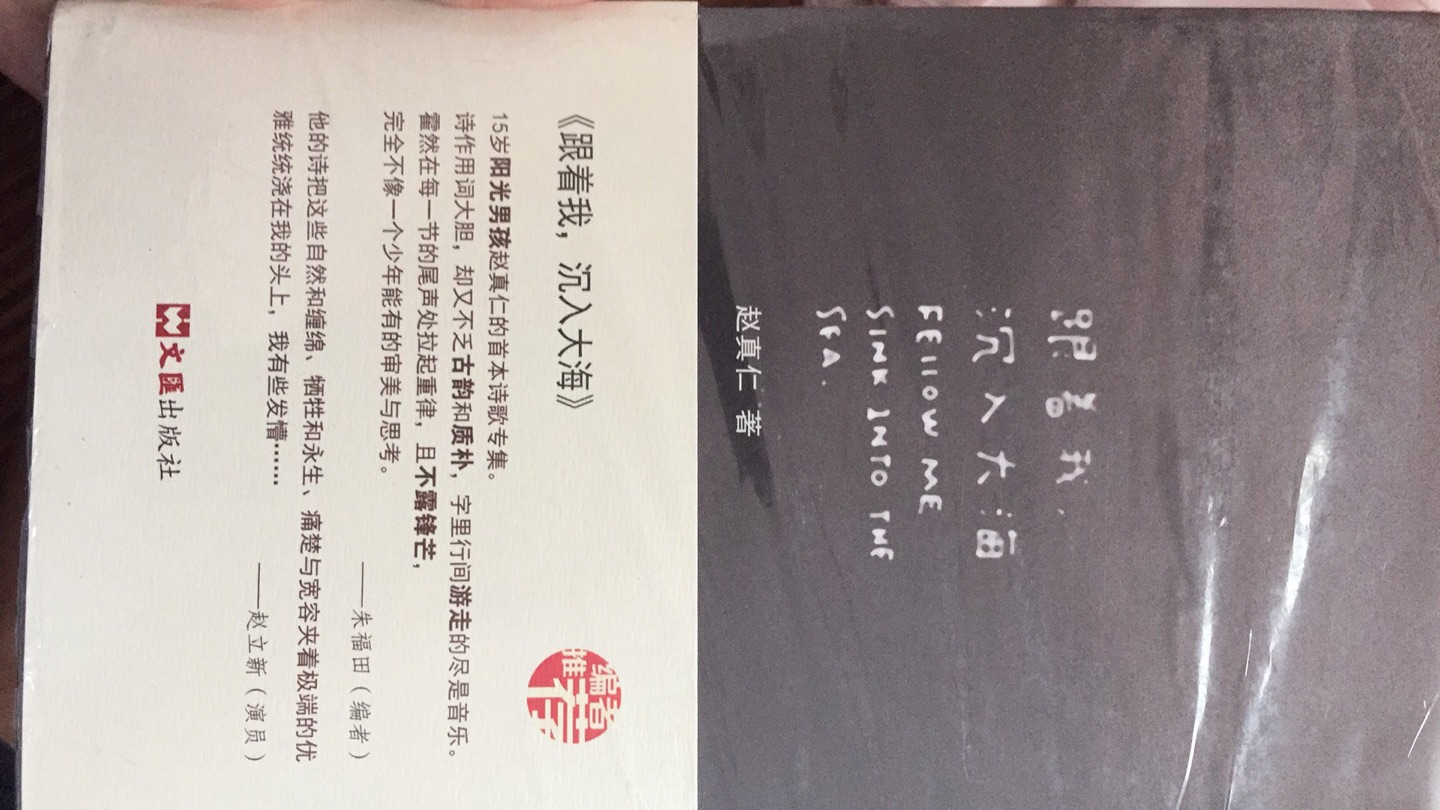 跟着我,
沉入大海
FEllOW ME
SINK INTO THE
SEA.
赵真仁 著
《跟着我，沉入大海》
编者
推荐
15岁阳光男孩赵真仁的首本诗歌专集。
诗作用词大胆，却又不乏古韵和质朴，字里行间游走的尽是音乐。
霍然在每一节的尾声处拉起重律，且不露锋芒，
完全不像一个少年能有的审美与思考。
——朱福田（编者）
他的诗把这些自然和缠绵、牺牲和永生、痛楚与宽容夹着极端的优
雅统统浇在我的头上，我有些发懵……
——赵立新（演员）
文匯出版社